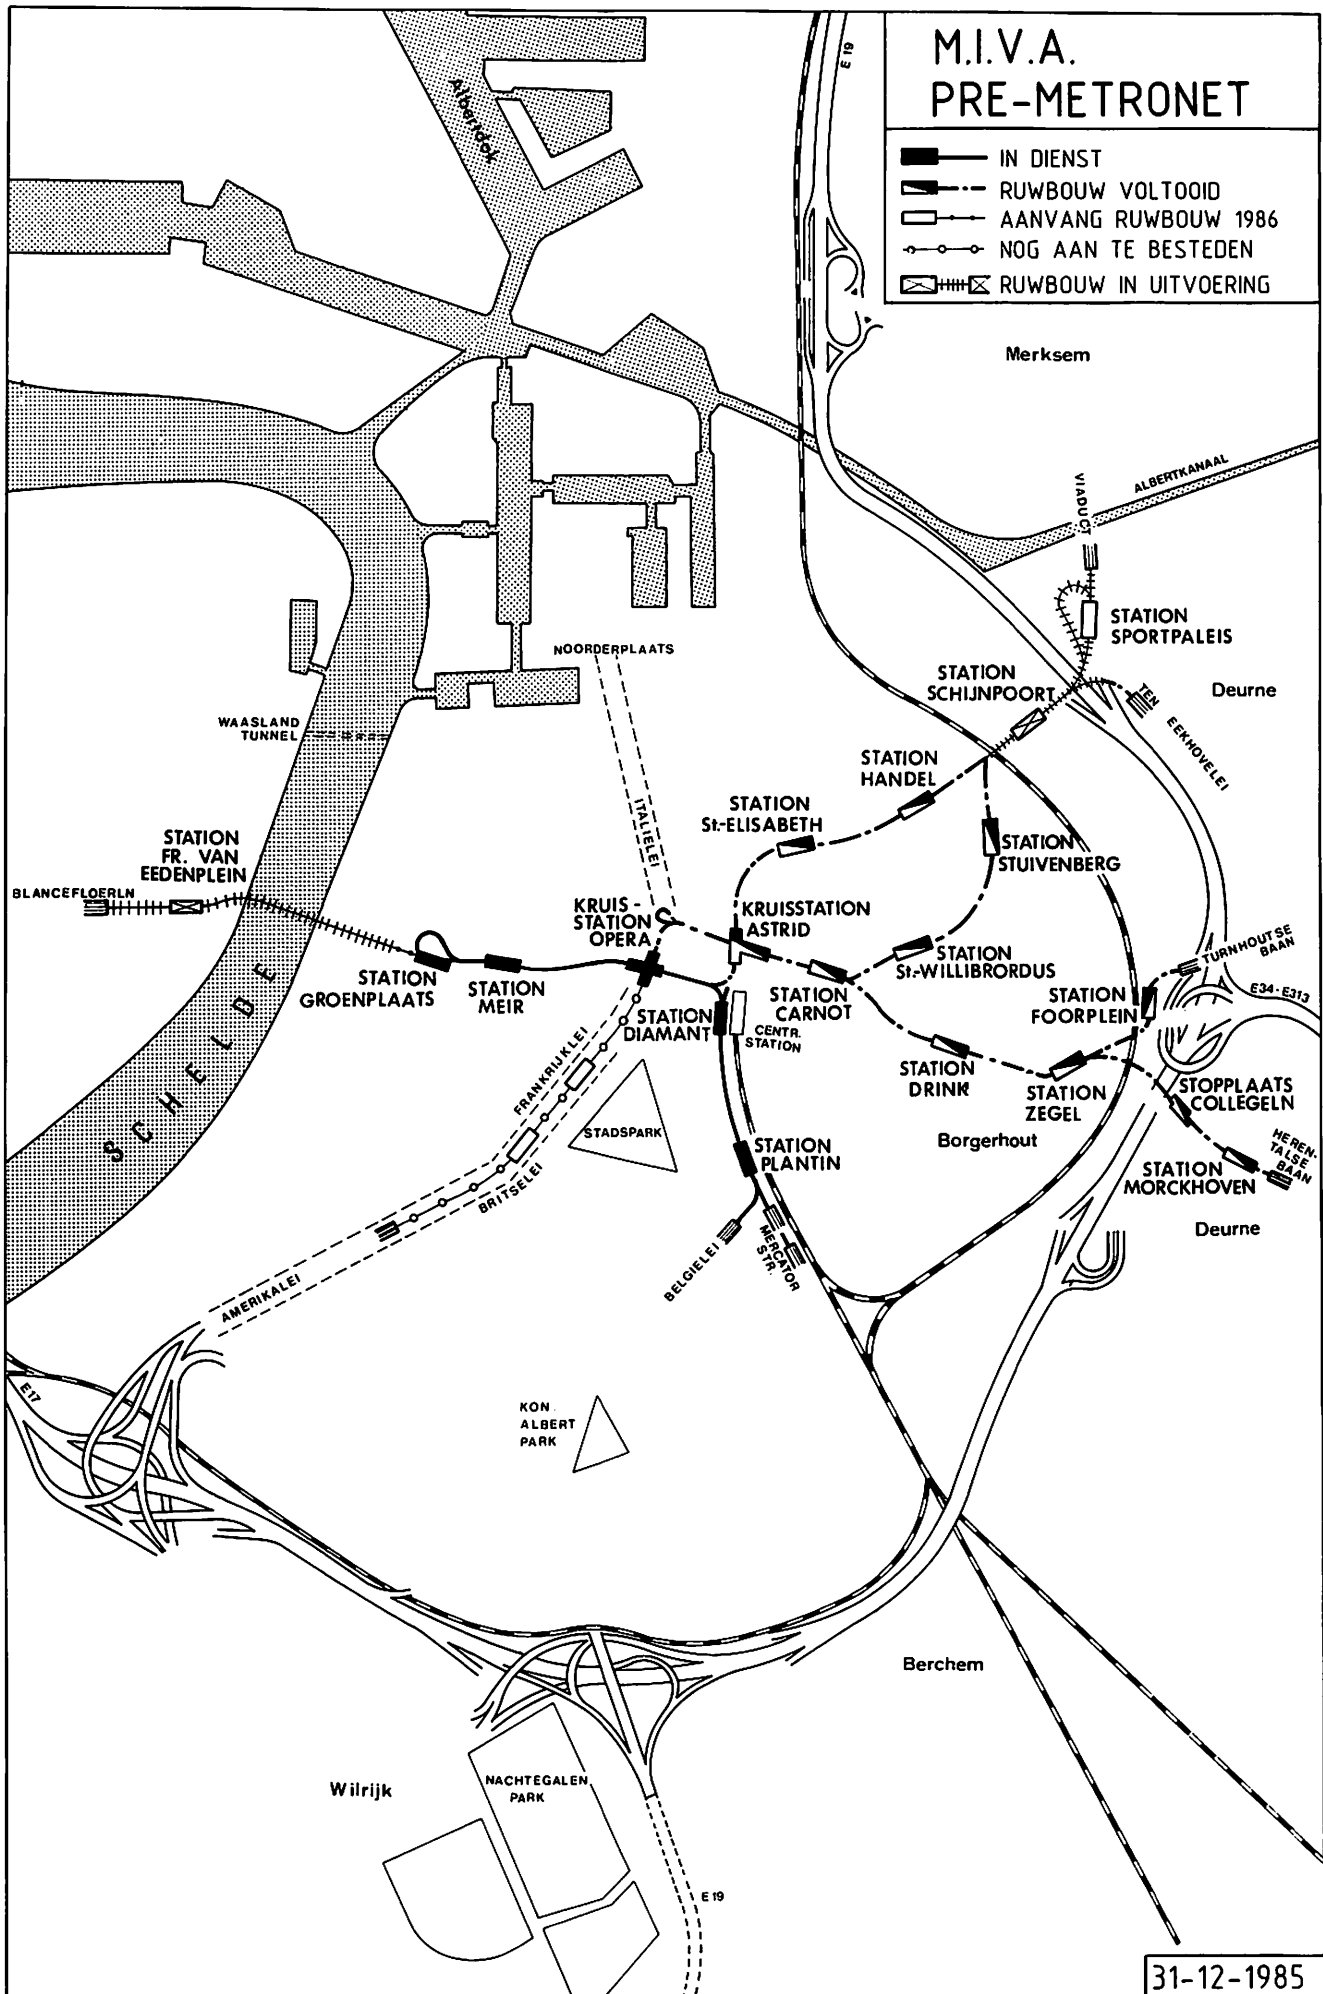 M.I.V.A.
PRE-METRONET
IN DIENST
RUWBOUW VOLTOOID
AANVANG RUWBOUW 1986
NOG AAN TE BESTEDEN
RUWBOUW IN UITVOERING
E 19
Albertdok
Merksem
ALBERTKANAAL
VIADUCT
STATION
SPORTPALEIS
NOORDERPLAATS
STATION
SCHIJNPOORT
Deurne
TEN
EEKHOVELEI
WAASLAND
TUNNEL
STATION
HANDEL
ITALIELEI
STATION
St.-ELISABETH
STATION
STUIVENBERG
STATION
FR. VAN
EEDENPLEIN
BLANCEFLOERLN
KRUIS-
STATION
OPERA
KRUISSTATION
ASTRID
STATION
St.-WILLIBRORDUS
TURNHOUTSE
BAAN
STATION
GROENPLAATS
STATION
MEIR
STATION
CARNOT
STATION
FOORPLEIN
E34-E313
STATION
DIAMANT
CENTR.
STATION
SCHELDE
FRANKRIJKLEI
STATION
DRINK
STATION
ZEGEL
STOPPLAATS
COLLEGELN
STADSPARK
Borgerhout
HEREN-
TALSE
BAAN
STATION
PLANTIN
STATION
MORCKHOVEN
BRITSELEI
Deurne
BELGIELEI
MERCATOR
STR.
AMERIKALEI
E17
KON.
ALBERT
PARK
Berchem
Wilrijk
NACHTEGALEN
PARK
E 19
31-12-1985